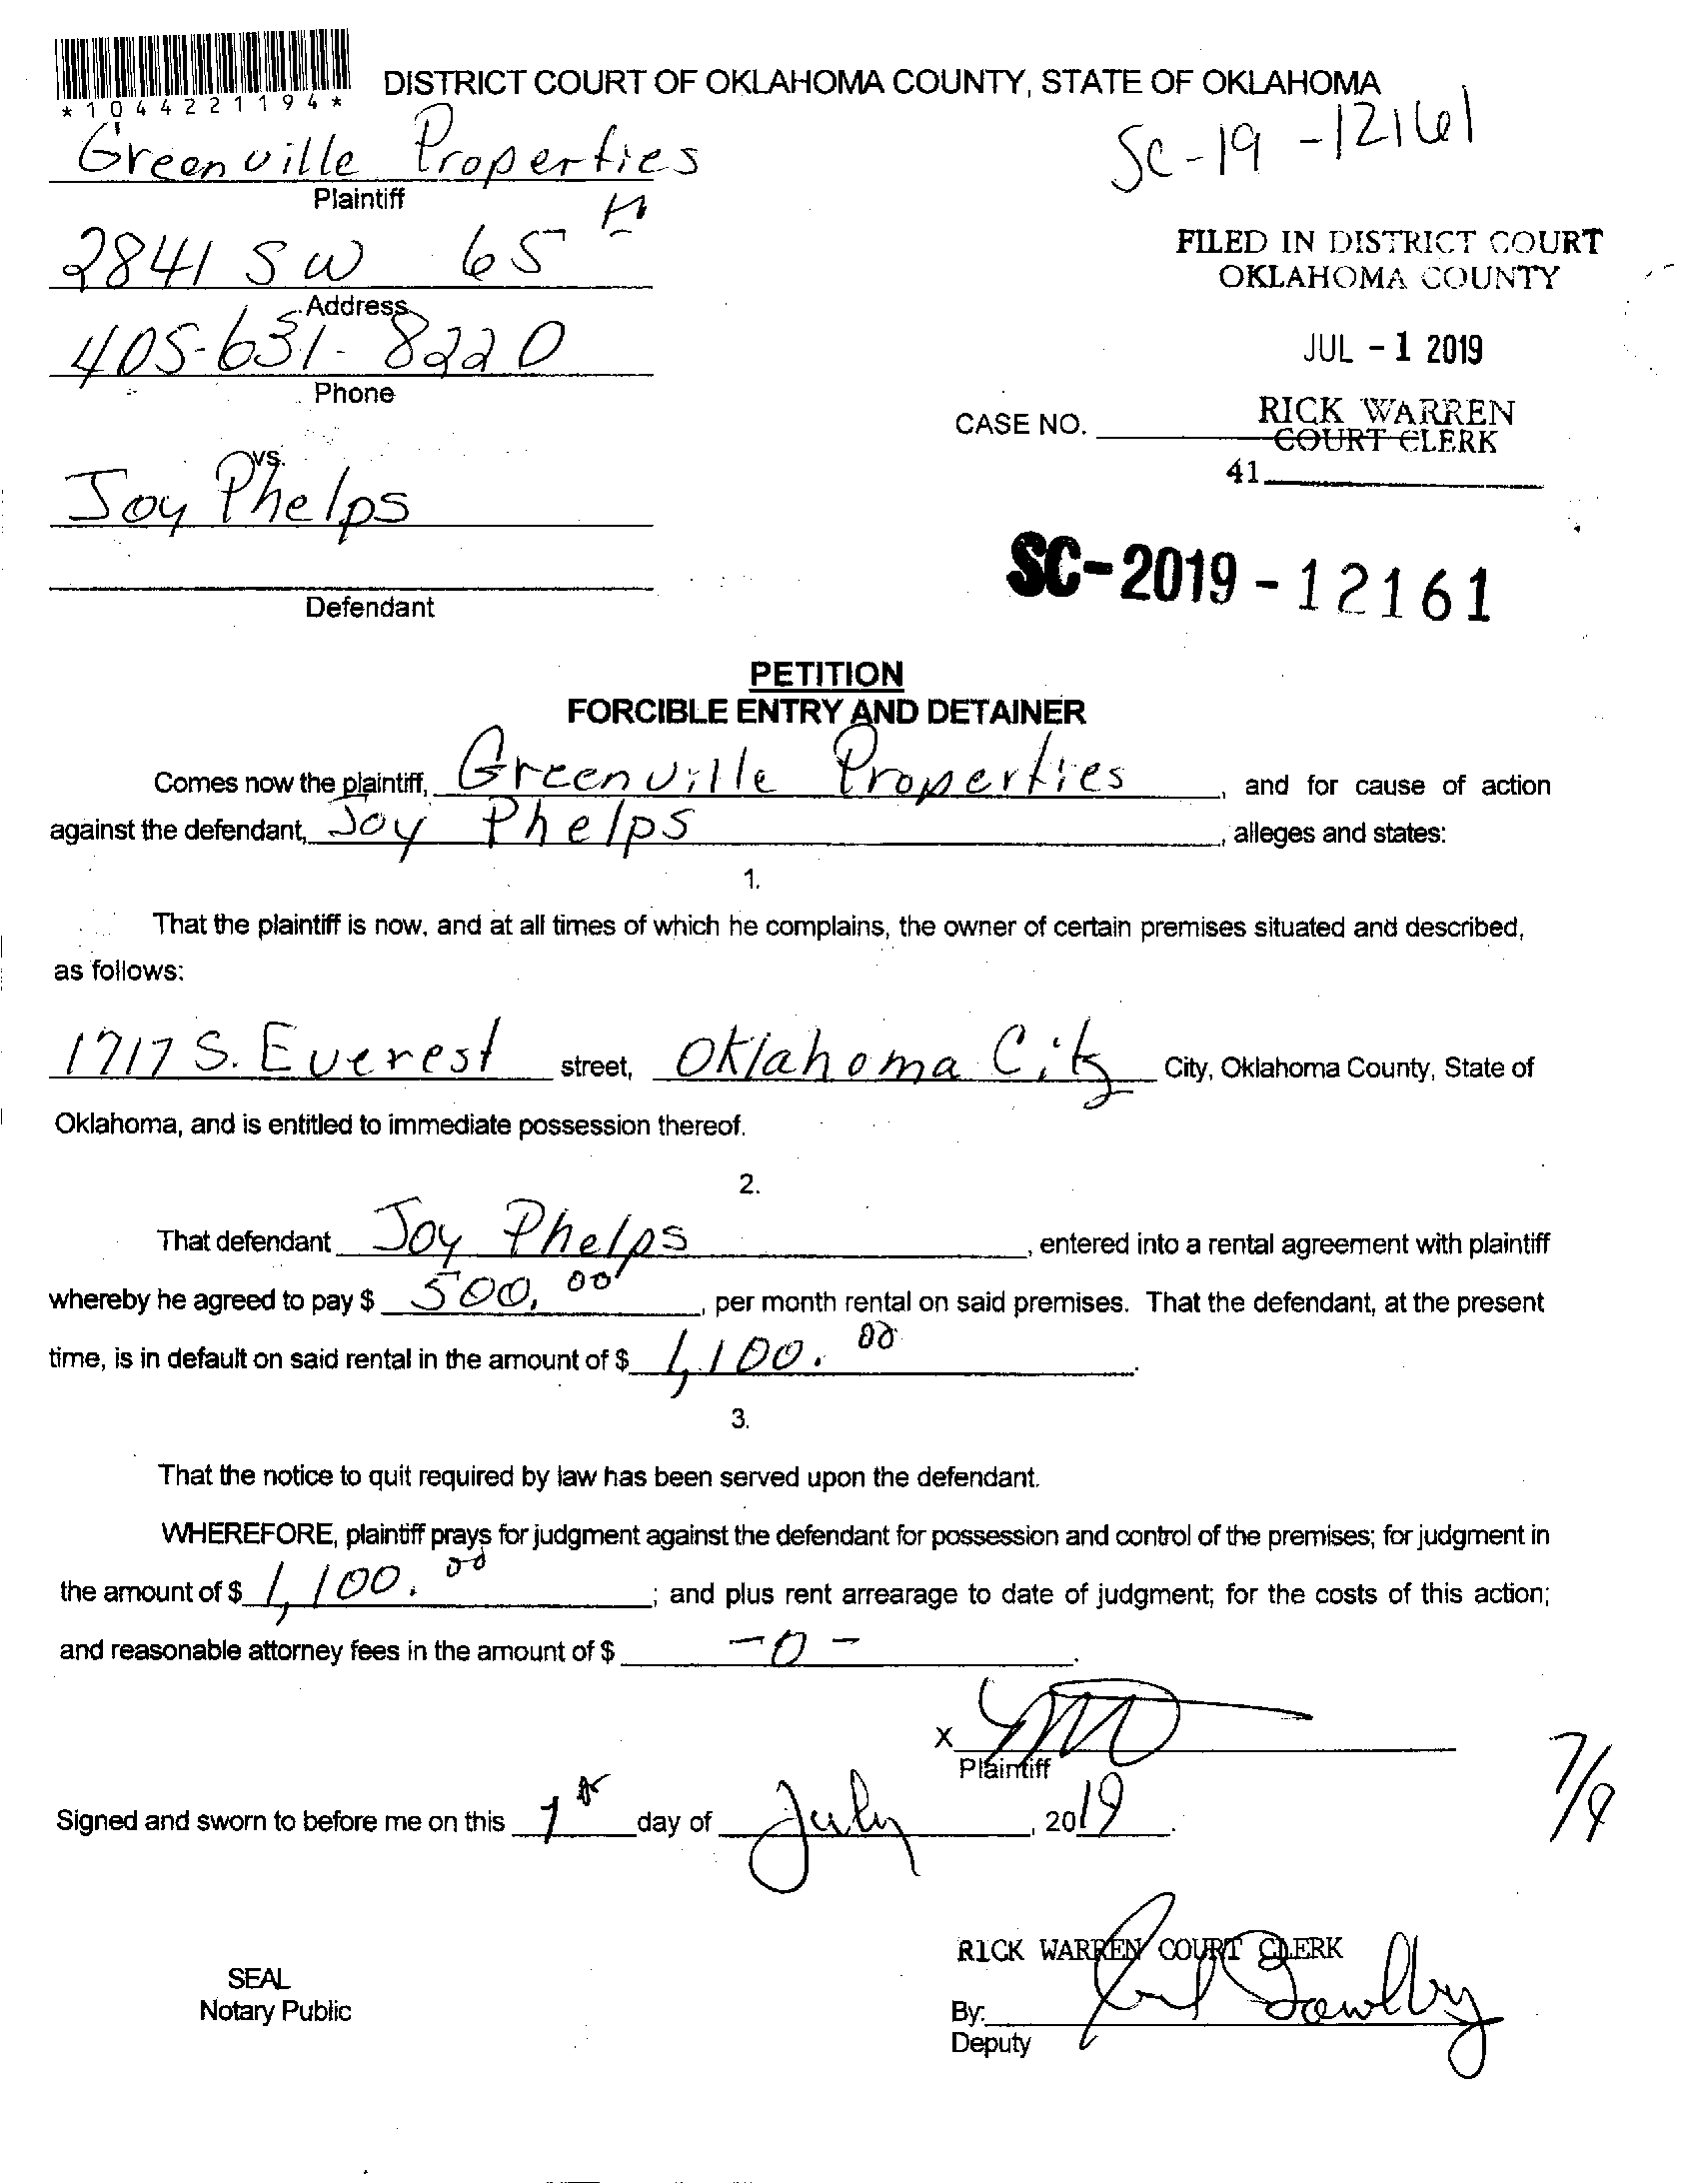 *1044221194*
DISTRICT COURT OF OKLAHOMA COUNTY, STATE OF OKLAHOMA
SC-19-12161
Greenville Properties
Plaintiff
2841 SW 65th
Address
405-631-8220
Phone
FILED IN DISTRICT COURT
OKLAHOMA COUNTY
JUL - 1 2019
RICK WARREN
COURT CLERK
CASE NO.
41
vs.
Joy Phelps
Defendant
SC-2019-12161
PETITION
FORCIBLE ENTRY AND DETAINER
Comes now the plaintiff, Greenville Properties, and for cause of action
against the defendant, Joy Phelps, alleges and states:
1.
That the plaintiff is now, and at all times of which he complains, the owner of certain premises situated and described,
as follows:
1717 S. Everest street, Oklahoma City City, Oklahoma County, State of
Oklahoma, and is entitled to immediate possession thereof.
2.
That defendant Joy Phelps, entered into a rental agreement with plaintiff
whereby he agreed to pay $ 500.00, per month rental on said premises. That the defendant, at the present
time, is in default on said rental in the amount of $ 1,100.00.
3.
That the notice to quit required by law has been served upon the defendant.
WHEREFORE, plaintiff prays for judgment against the defendant for possession and control of the premises; for judgment in
the amount of $ 1,100.00; and plus rent arrearage to date of judgment; for the costs of this action;
and reasonable attorney fees in the amount of $ -0-.
X
Plaintiff
7/9
Signed and sworn to before me on this 1st day of July, 2019.
RICK WARREN COURT CLERK
SEAL
Notary Public
By:
Deputy